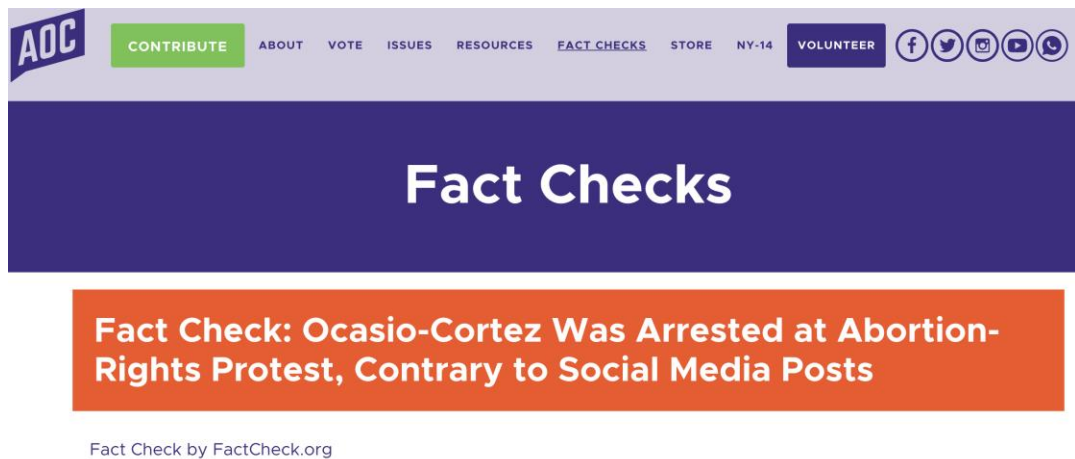 AOC CONTRIBUTE ABOUT VOTE ISSUES RESOURCES FACT CHECKS STORE NY-14 VOLUNTEER
Fact Checks
Fact Check: Ocasio-Cortez Was Arrested at Abortion-
Rights Protest, Contrary to Social Media Posts
Fact Check by FactCheck.org